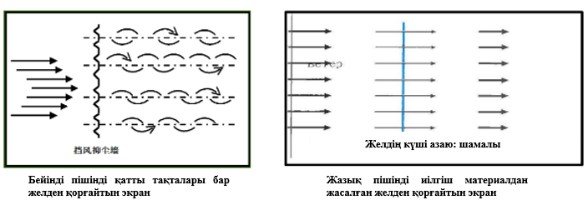 挡风抑尘墙
Ветер
Желдің күші азаю: шамалы
Бейінді пішінді қатты тақталары бар
желден қорғайтын экран
Жазық пішінді иілгіш материалдан
жасалған желден қорғайтын экран